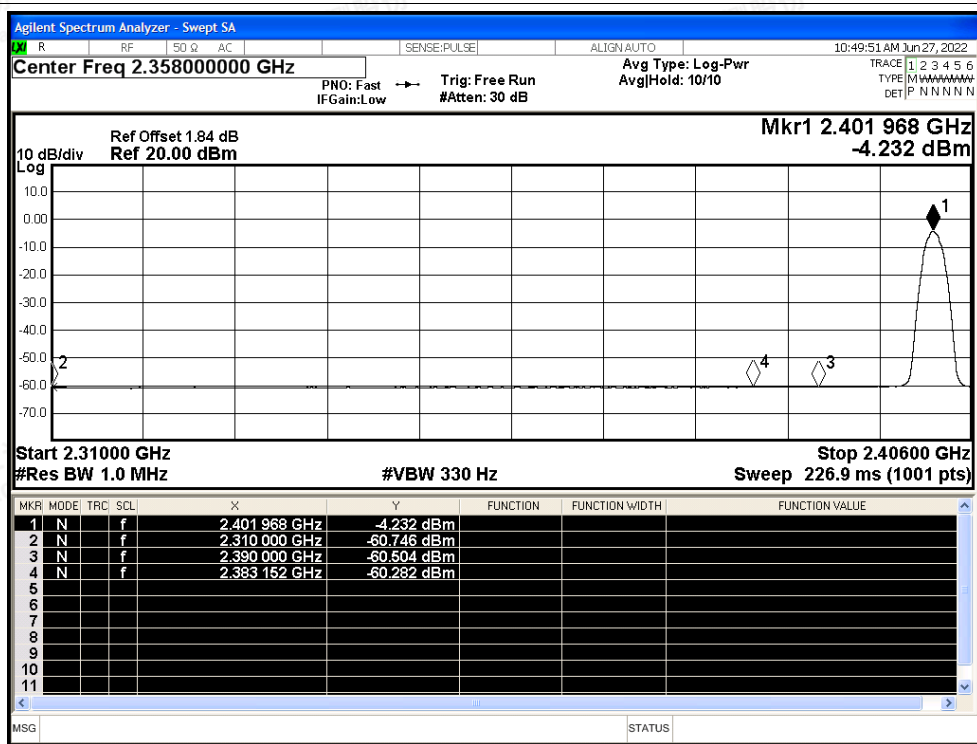 Agilent Spectrum Analyzer - Swept SA
LXI R RF 50 Ω AC SENSE:PULSE ALIGN AUTO 10:49:51 AM Jun 27, 2022
Center Freq 2.358000000 GHz
PNO: Fast
IFGain:Low
Trig: Free Run
#Atten: 30 dB
Avg Type: Log-Pwr
Avg|Hold: 10/10
TRACE 1 2 3 4 5 6
TYPE M W W W W W
DET P N N N N N
Mkr1 2.401 968 GHz
-4.232 dBm
Ref Offset 1.84 dB
10 dB/div Ref 20.00 dBm
Log
10.0
0.00
-10.0
-20.0
-30.0
-40.0
-50.0
-60.0
-70.0
1
2
4
3
Start 2.31000 GHz Stop 2.40600 GHz
#Res BW 1.0 MHz #VBW 330 Hz Sweep 226.9 ms (1001 pts)
MKR MODE TRC SCL X Y FUNCTION FUNCTION WIDTH FUNCTION VALUE
1 N f 2.401 968 GHz -4.232 dBm
2 N f 2.310 000 GHz -60.746 dBm
3 N f 2.390 000 GHz -60.504 dBm
4 N f 2.383 152 GHz -60.282 dBm
5
6
7
8
9
10
11
MSG STATUS